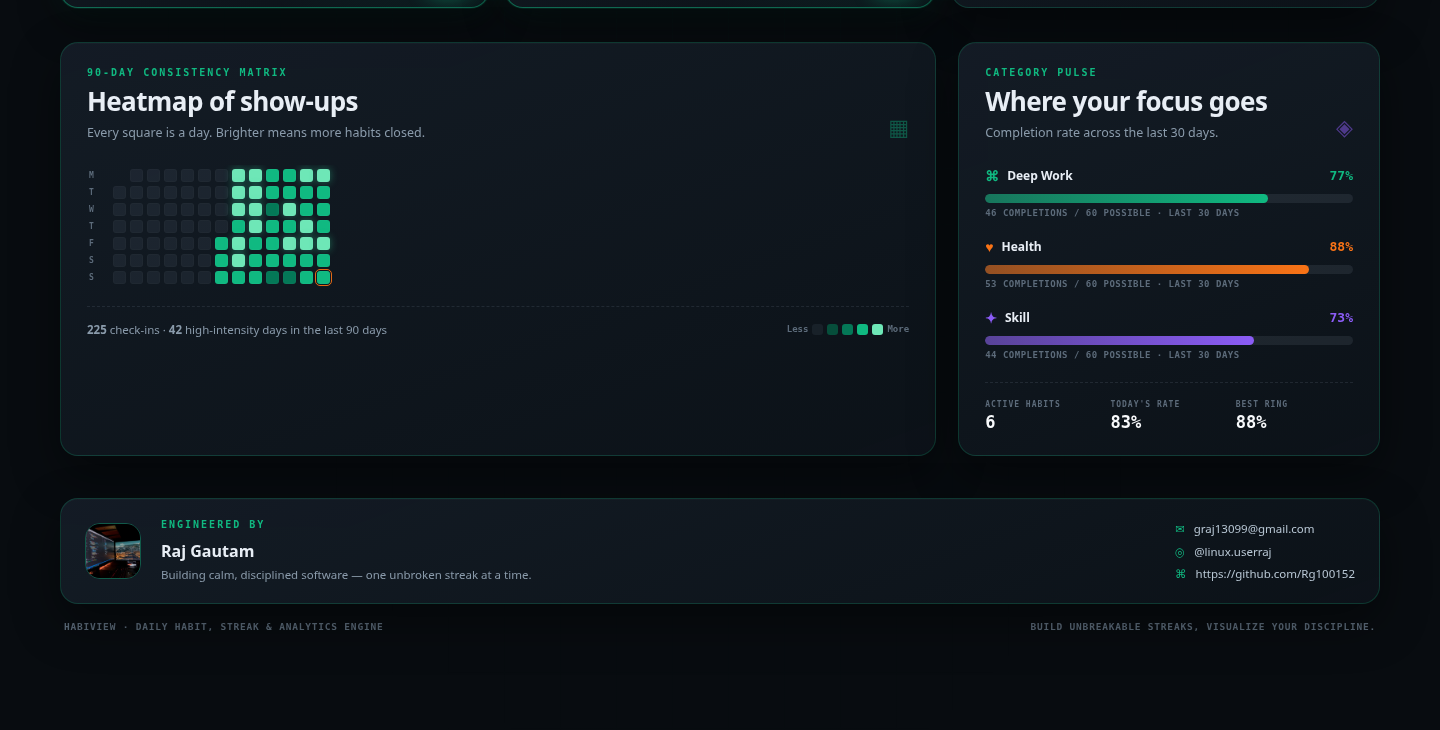 90-DAY CONSISTENCY MATRIX
Heatmap of show-ups
Every square is a day. Brighter means more habits closed.
M
T
W
T
F
S
S
225 check-ins · 42 high-intensity days in the last 90 days
Less More
CATEGORY PULSE
Where your focus goes
Completion rate across the last 30 days.
Deep Work 77%
46 COMPLETIONS / 60 POSSIBLE · LAST 30 DAYS
Health 88%
53 COMPLETIONS / 60 POSSIBLE · LAST 30 DAYS
Skill 73%
44 COMPLETIONS / 60 POSSIBLE · LAST 30 DAYS
ACTIVE HABITS TODAY'S RATE BEST RING
6 83% 88%
ENGINEERED BY
Raj Gautam
Building calm, disciplined software — one unbroken streak at a time.
graj13099@gmail.com
@linux.userraj
https://github.com/Rg100152
HABIVIEW · DAILY HABIT, STREAK & ANALYTICS ENGINE
BUILD UNBREAKABLE STREAKS, VISUALIZE YOUR DISCIPLINE.